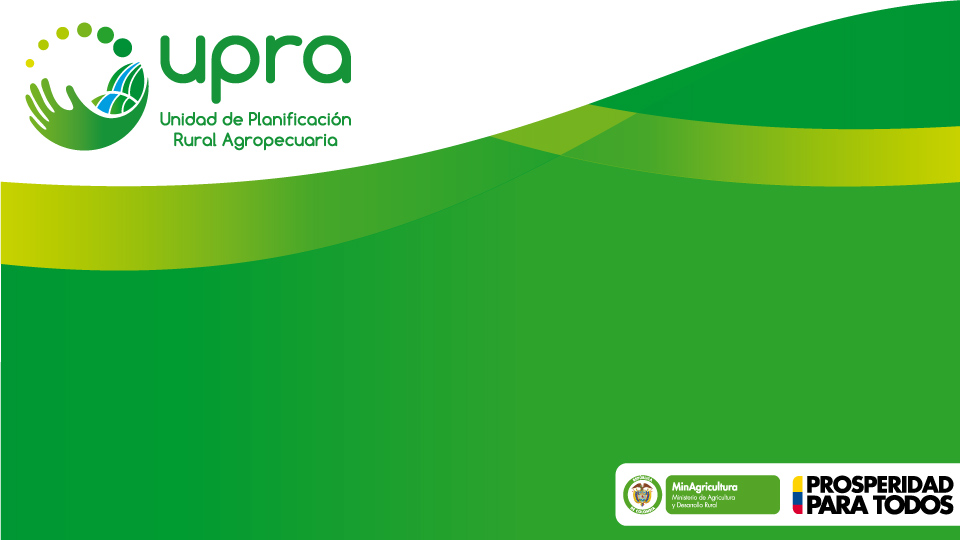 upra
Unidad de Planificación
Rural Agropecuaria
MinAgricultura
Ministerio de Agricultura
y Desarrollo Rural
PROSPERIDAD
PARA TODOS